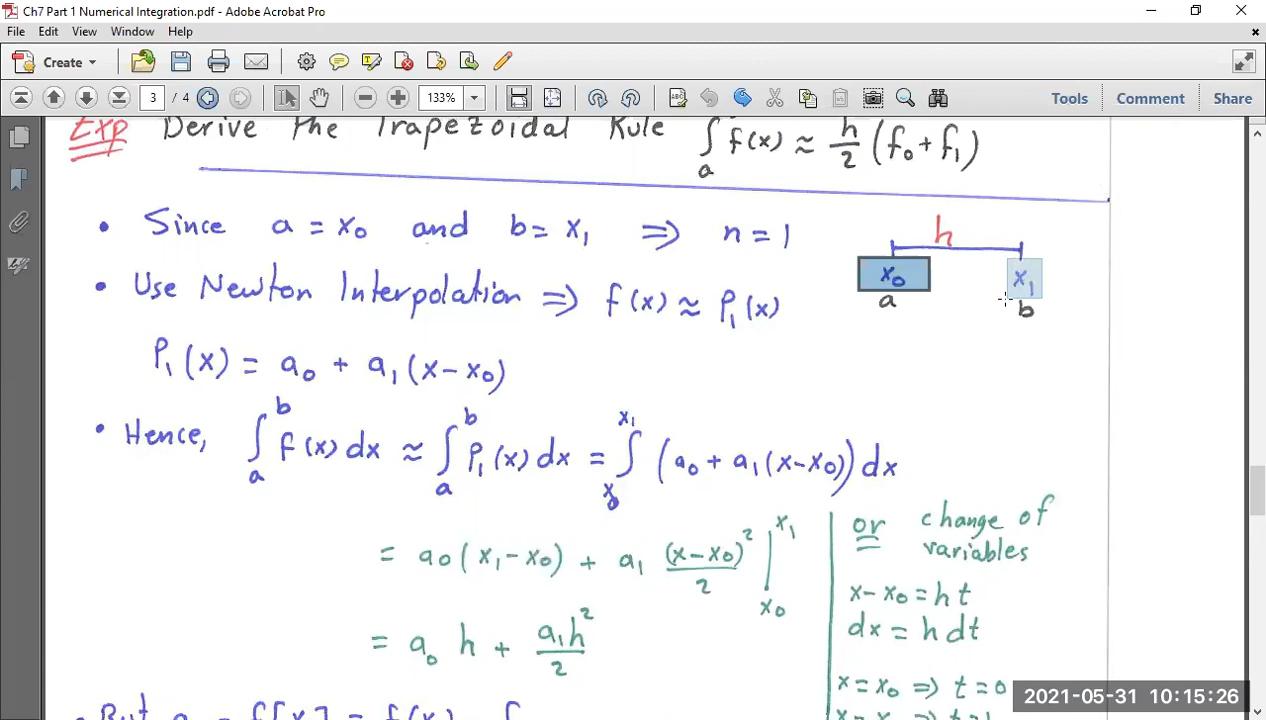 Ch7 Part 1 Numerical Integration.pdf - Adobe Acrobat Pro
File Edit View Window Help
Create
3 / 4 133% Tools Comment Share
Exp Derive the Trapezoidal Rule ∫ₐ f(x) ≈ h/2 (f₀ + f₁)
• Since a = x₀ and b = x₁ ⇒ n = 1
h
x₀ x₁
a b
• Use Newton Interpolation ⇒ f(x) ≈ P₁(x)
P₁(x) = a₀ + a₁(x-x₀)
• Hence, ∫ₐᵇ f(x) dx ≈ ∫ₐᵇ P₁(x) dx = ∫ₓ₀^x₁ (a₀ + a₁(x-x₀)) dx
= a₀(x₁-x₀) + a₁ (x-x₀)²/2 |ₓ₀^x₁
= a₀ h + a₁h²/2
or change of
variables
x-x₀ = ht
dx = h dt
x = x₀ ⇒ t=0
2021-05-31 10:15:26